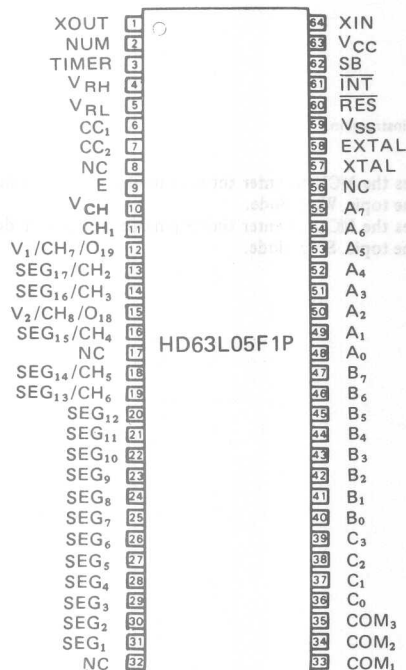 XOUT 1 64 XIN
NUM 2 63 VCC
TIMER 3 62 SB
VRH 4 61 INT
VRL 5 60 RES
CC1 6 59 VSS
CC2 7 58 EXTAL
NC 8 57 XTAL
E 9 56 NC
VCH 10 55 A7
CH1 11 54 A6
V1/CH7/O19 12 53 A5
SEG17/CH2 13 52 A4
SEG16/CH3 14 51 A3
V2/CH8/O18 15 50 A2
SEG15/CH4 16 49 A1
NC 17 HD63L05F1P 48 A0
SEG14/CH5 18 47 B7
SEG13/CH6 19 46 B6
SEG12 20 45 B5
SEG11 21 44 B4
SEG10 22 43 B3
SEG9 23 42 B2
SEG8 24 41 B1
SEG7 25 40 B0
SEG6 26 39 C3
SEG5 27 38 C2
SEG4 28 37 C1
SEG3 29 36 C0
SEG2 30 35 COM3
SEG1 31 34 COM2
NC 32 33 COM1